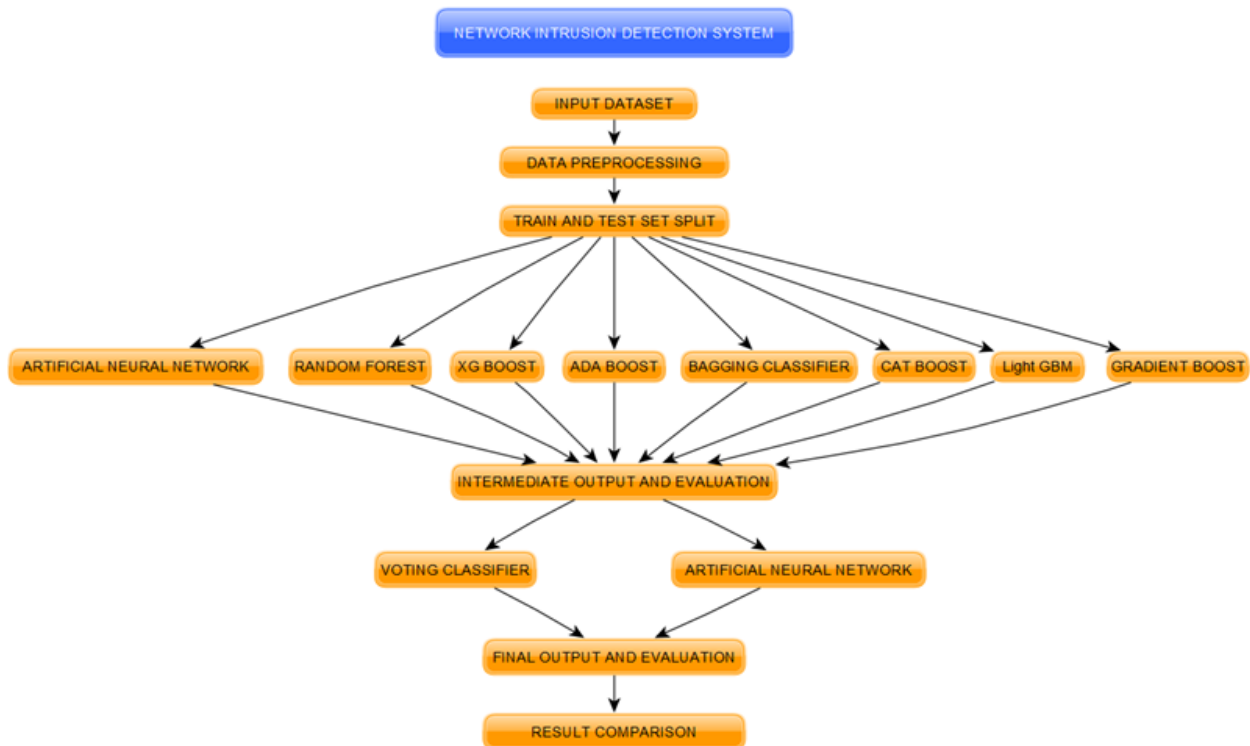 NETWORK INTRUSION DETECTION SYSTEM
INPUT DATASET
DATA PREPROCESSING
TRAIN AND TEST SET SPLIT
ARTIFICIAL NEURAL NETWORK
RANDOM FOREST
XG BOOST
ADA BOOST
BAGGING CLASSIFIER
CAT BOOST
Light GBM
GRADIENT BOOST
INTERMEDIATE OUTPUT AND EVALUATION
VOTING CLASSIFIER
ARTIFICIAL NEURAL NETWORK
FINAL OUTPUT AND EVALUATION
RESULT COMPARISON